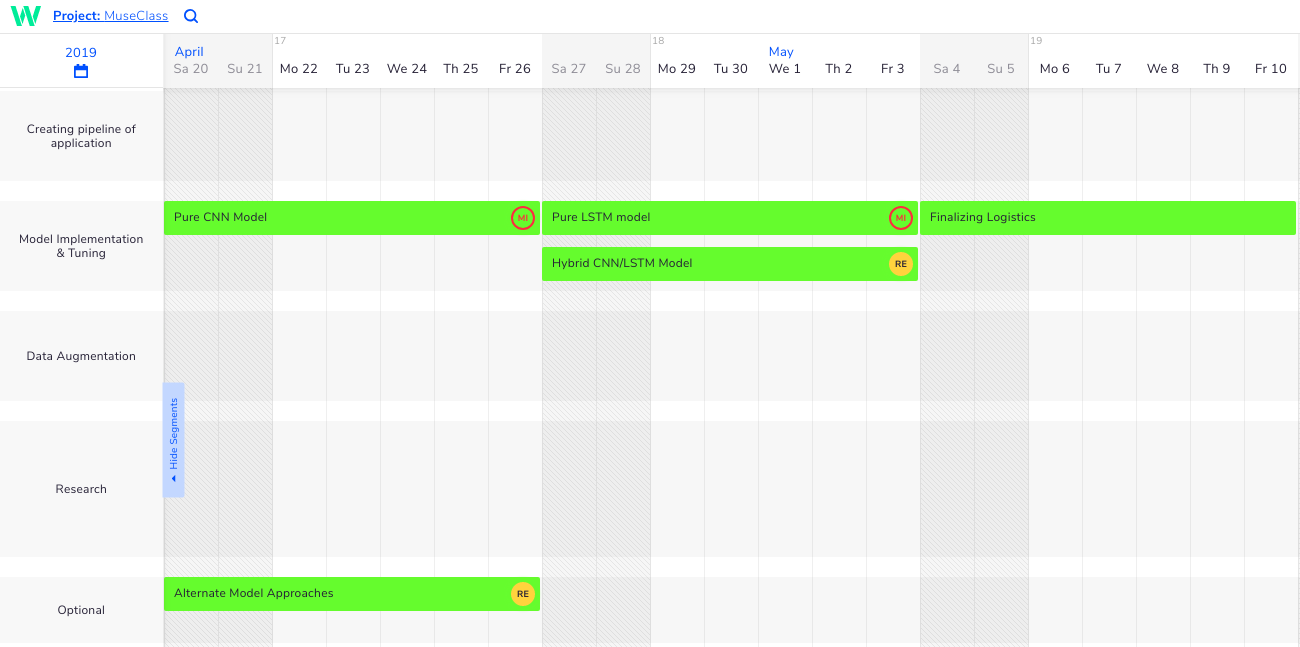 W Project: MuseClass
2019
17 18 19
April May
Sa 20 Su 21 Mo 22 Tu 23 We 24 Th 25 Fr 26 Sa 27 Su 28 Mo 29 Tu 30 We 1 Th 2 Fr 3 Sa 4 Su 5 Mo 6 Tu 7 We 8 Th 9 Fr 10
Creating pipeline of
application
Pure CNN Model MI Pure LSTM model MI Finalizing Logistics
Model Implementation
& Tuning
Hybrid CNN/LSTM Model RE
Data Augmentation
Hide Segments
Research
Alternate Model Approaches RE
Optional